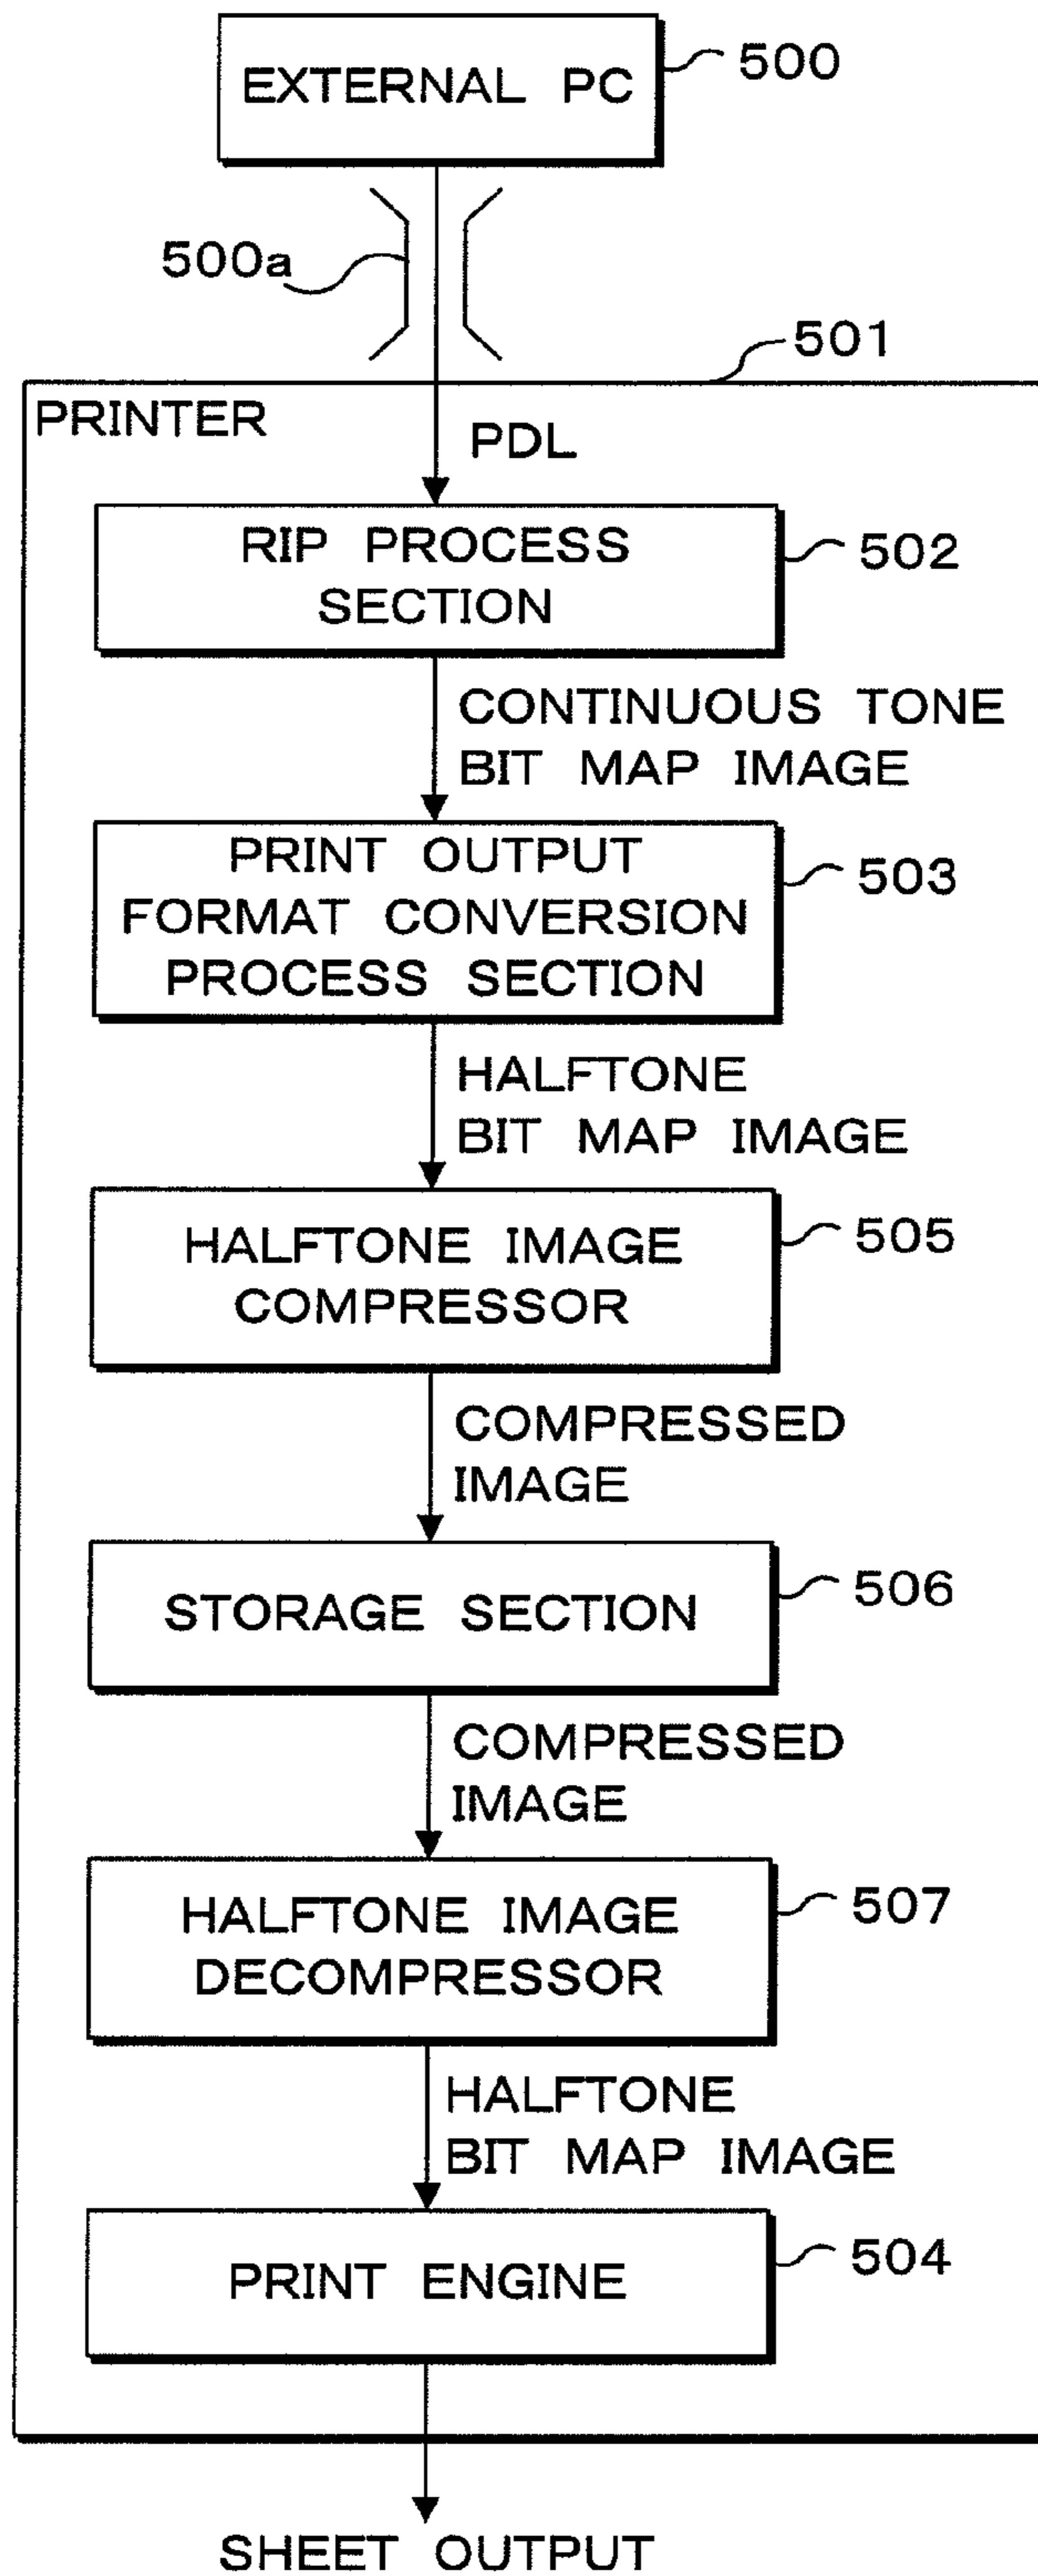 EXTERNAL PC
500
500a
501
PRINTER
PDL
RIP PROCESS
SECTION
502
CONTINUOUS TONE
BIT MAP IMAGE
PRINT OUTPUT
FORMAT CONVERSION
PROCESS SECTION
503
HALFTONE
BIT MAP IMAGE
HALFTONE IMAGE
COMPRESSOR
505
COMPRESSED
IMAGE
STORAGE SECTION
506
COMPRESSED
IMAGE
HALFTONE IMAGE
DECOMPRESSOR
507
HALFTONE
BIT MAP IMAGE
PRINT ENGINE
504
SHEET OUTPUT